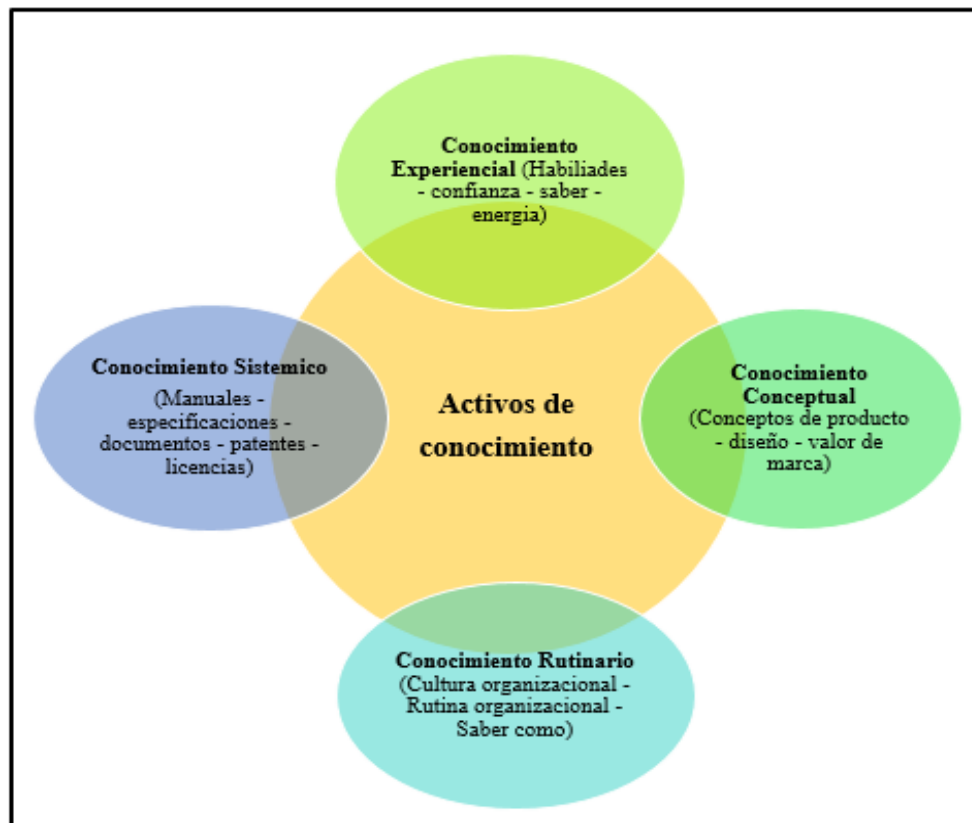 Conocimiento
Experiencial (Habiliades
- confianza - saber -
energia)
Conocimiento Sistemico
(Manuales -
especificaciones -
documentos - patentes -
licencias)
Activos de
conocimiento
Conocimiento
Conceptual
(Conceptos de producto
- diseño - valor de
marca)
Conocimiento Rutinario
(Cultura organizacional -
Rutina organizacional -
Saber como)